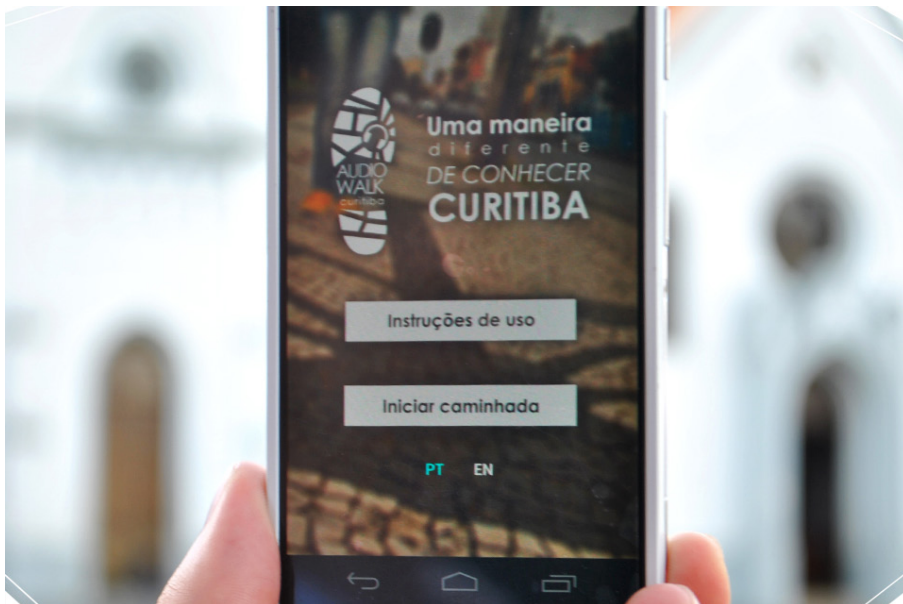 AUDIO
WALK
curitiba
Uma maneira
diferente
DE CONHECER
CURITIBA
Instruções de uso
Iniciar caminhada
PT EN